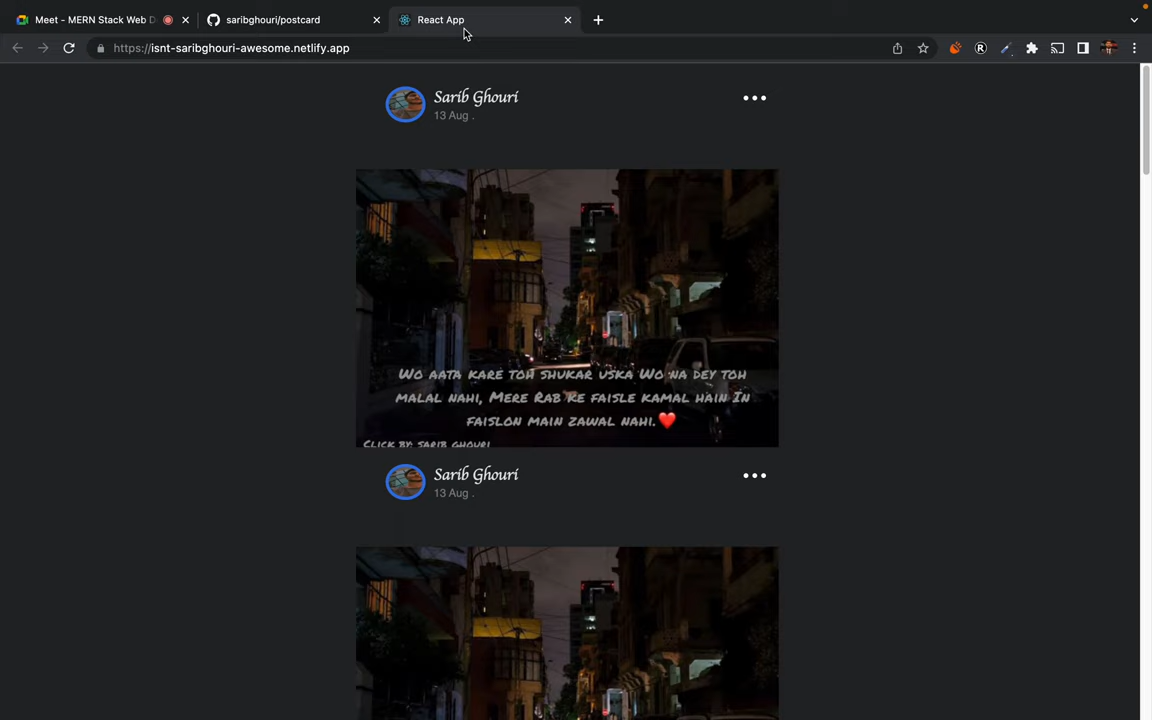 Meet - MERN Stack Web D
saribghouri/postcard
React App
https://isnt-saribghouri-awesome.netlify.app
Sarib Ghouri
13 Aug .
Wo aata kare toh shukar uska Wo na dey toh
malal nahi, Mere Rab ke faisle kamal hain In
faislon main zawal nahi.❤️
Click by: sarib ghouri
Sarib Ghouri
13 Aug .